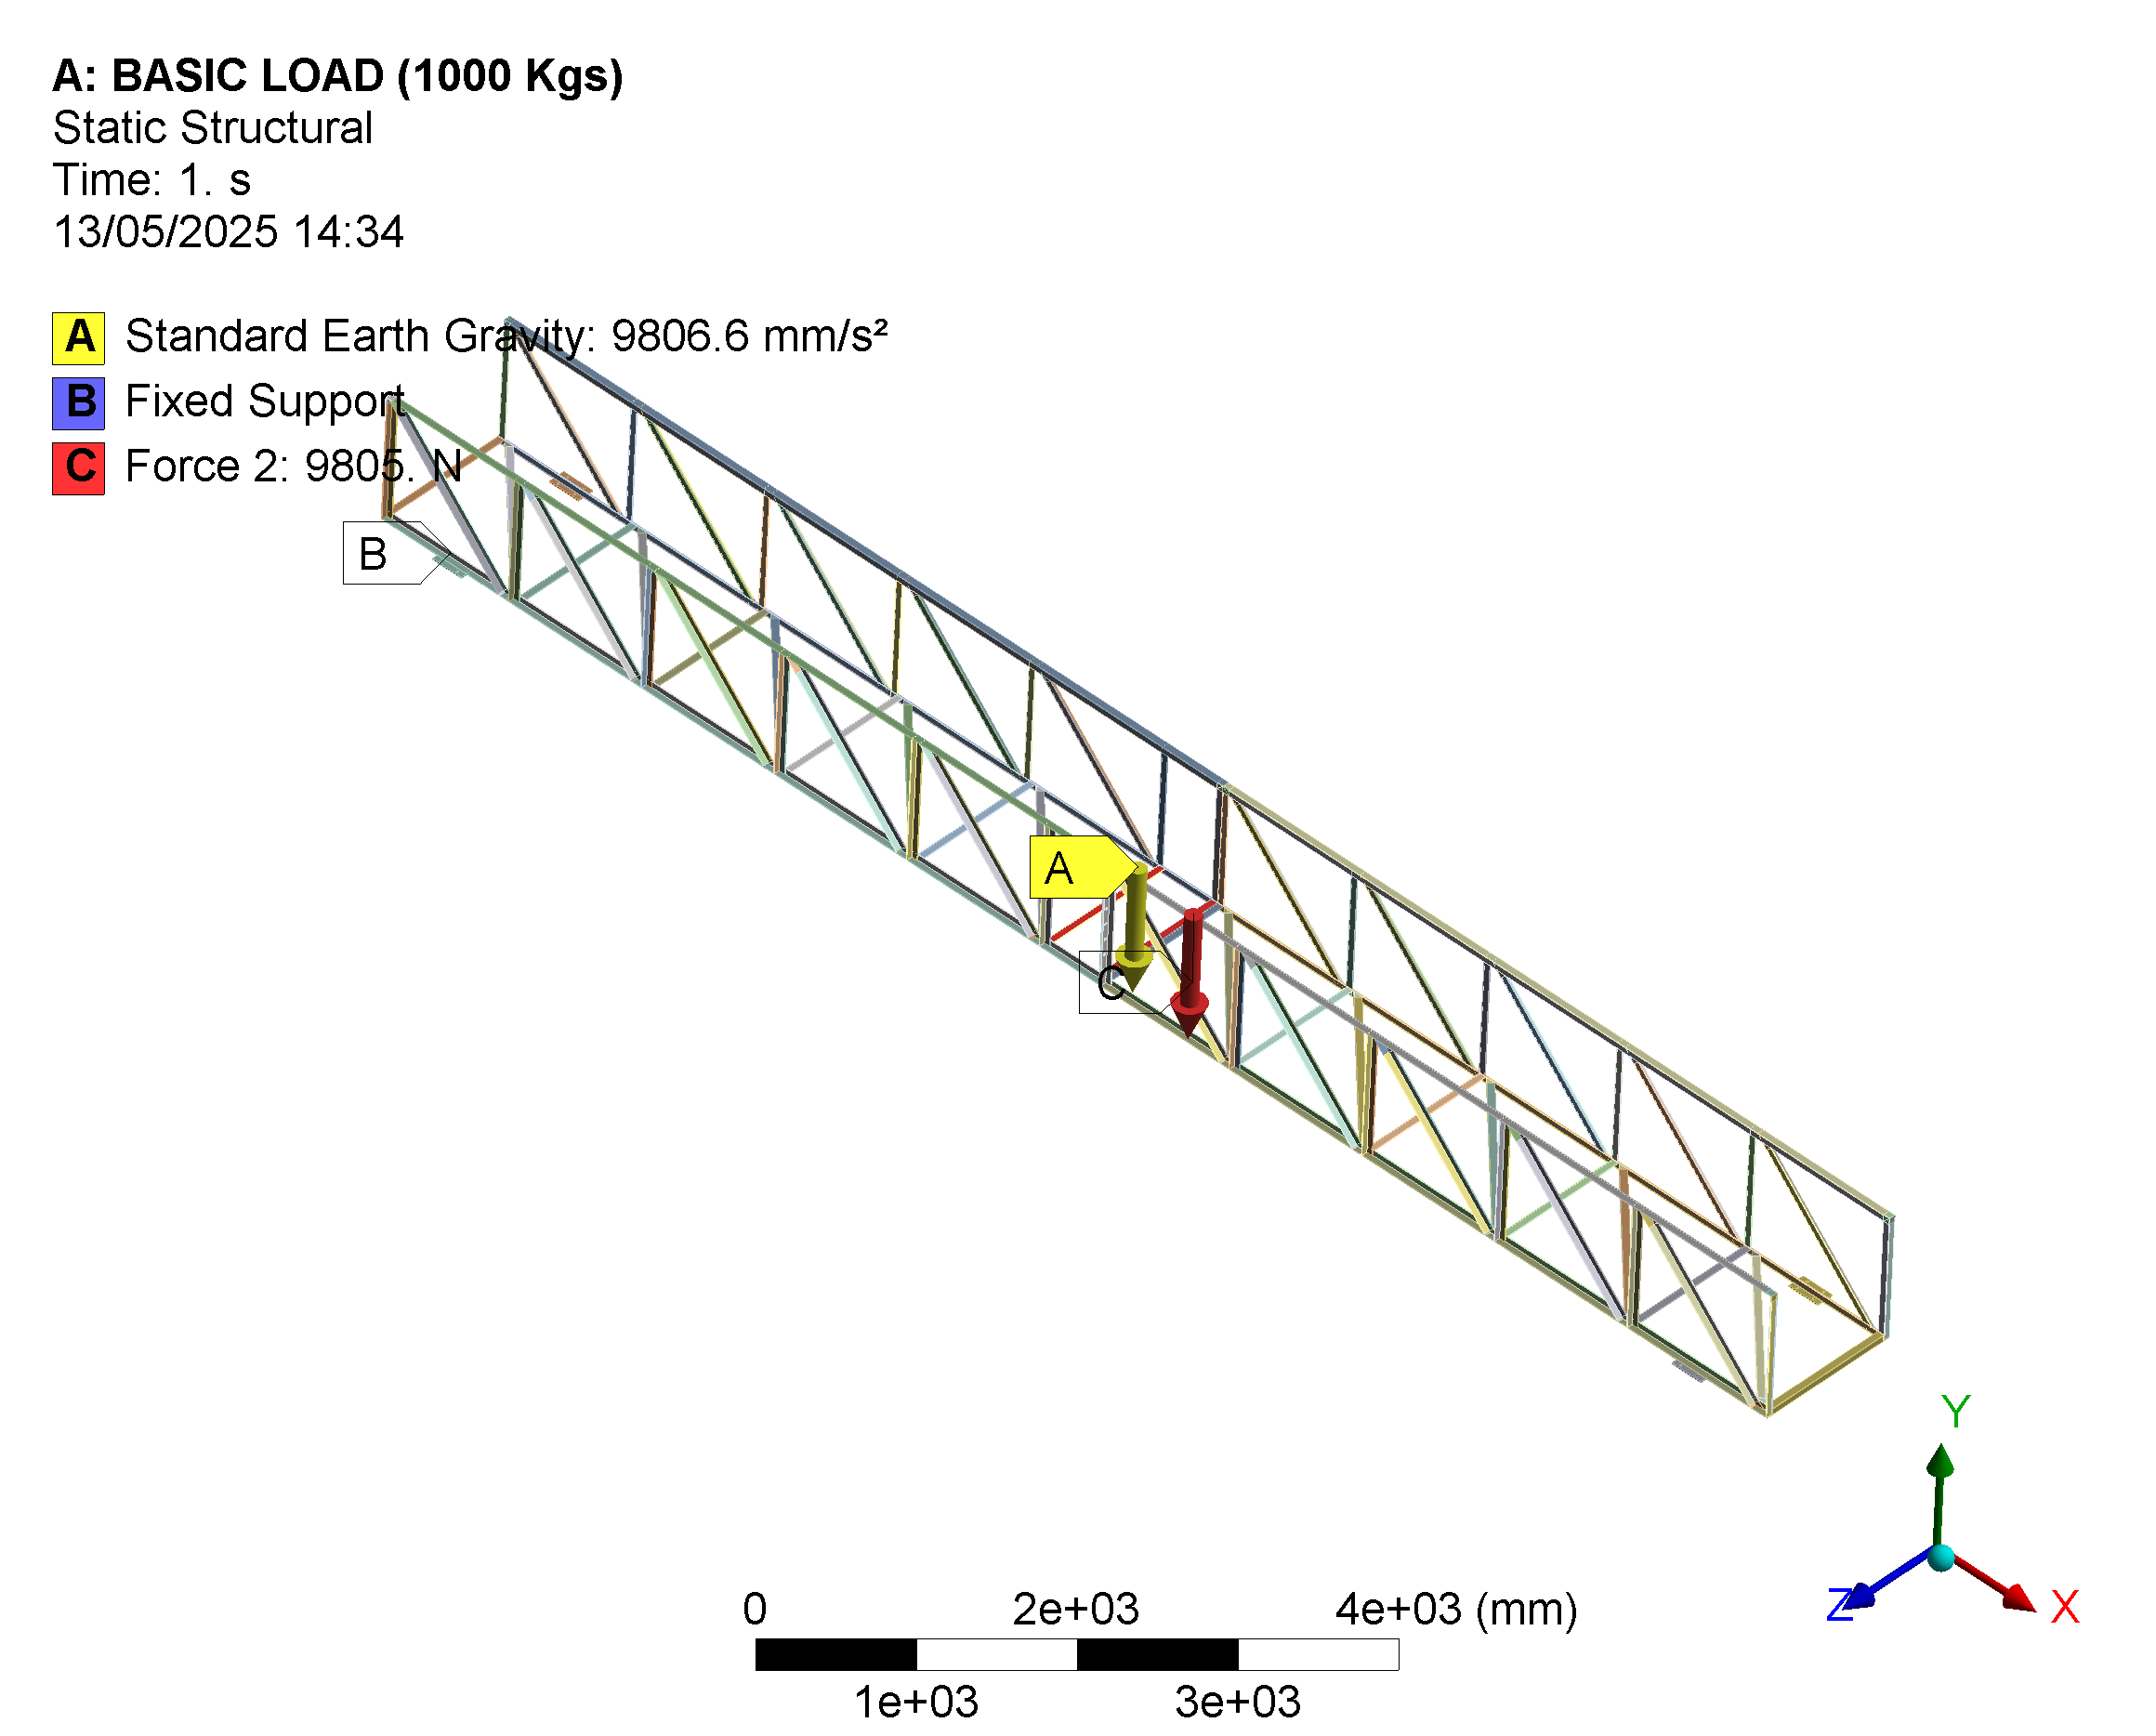 A: BASIC LOAD (1000 Kgs)
Static Structural
Time: 1. s
13/05/2025 14:34
A Standard Earth Gravity: 9806.6 mm/s²
B Fixed Support
C Force 2: 9805. N
B
A
C
Y
Z
X
0 2e+03 4e+03 (mm)
1e+03 3e+03